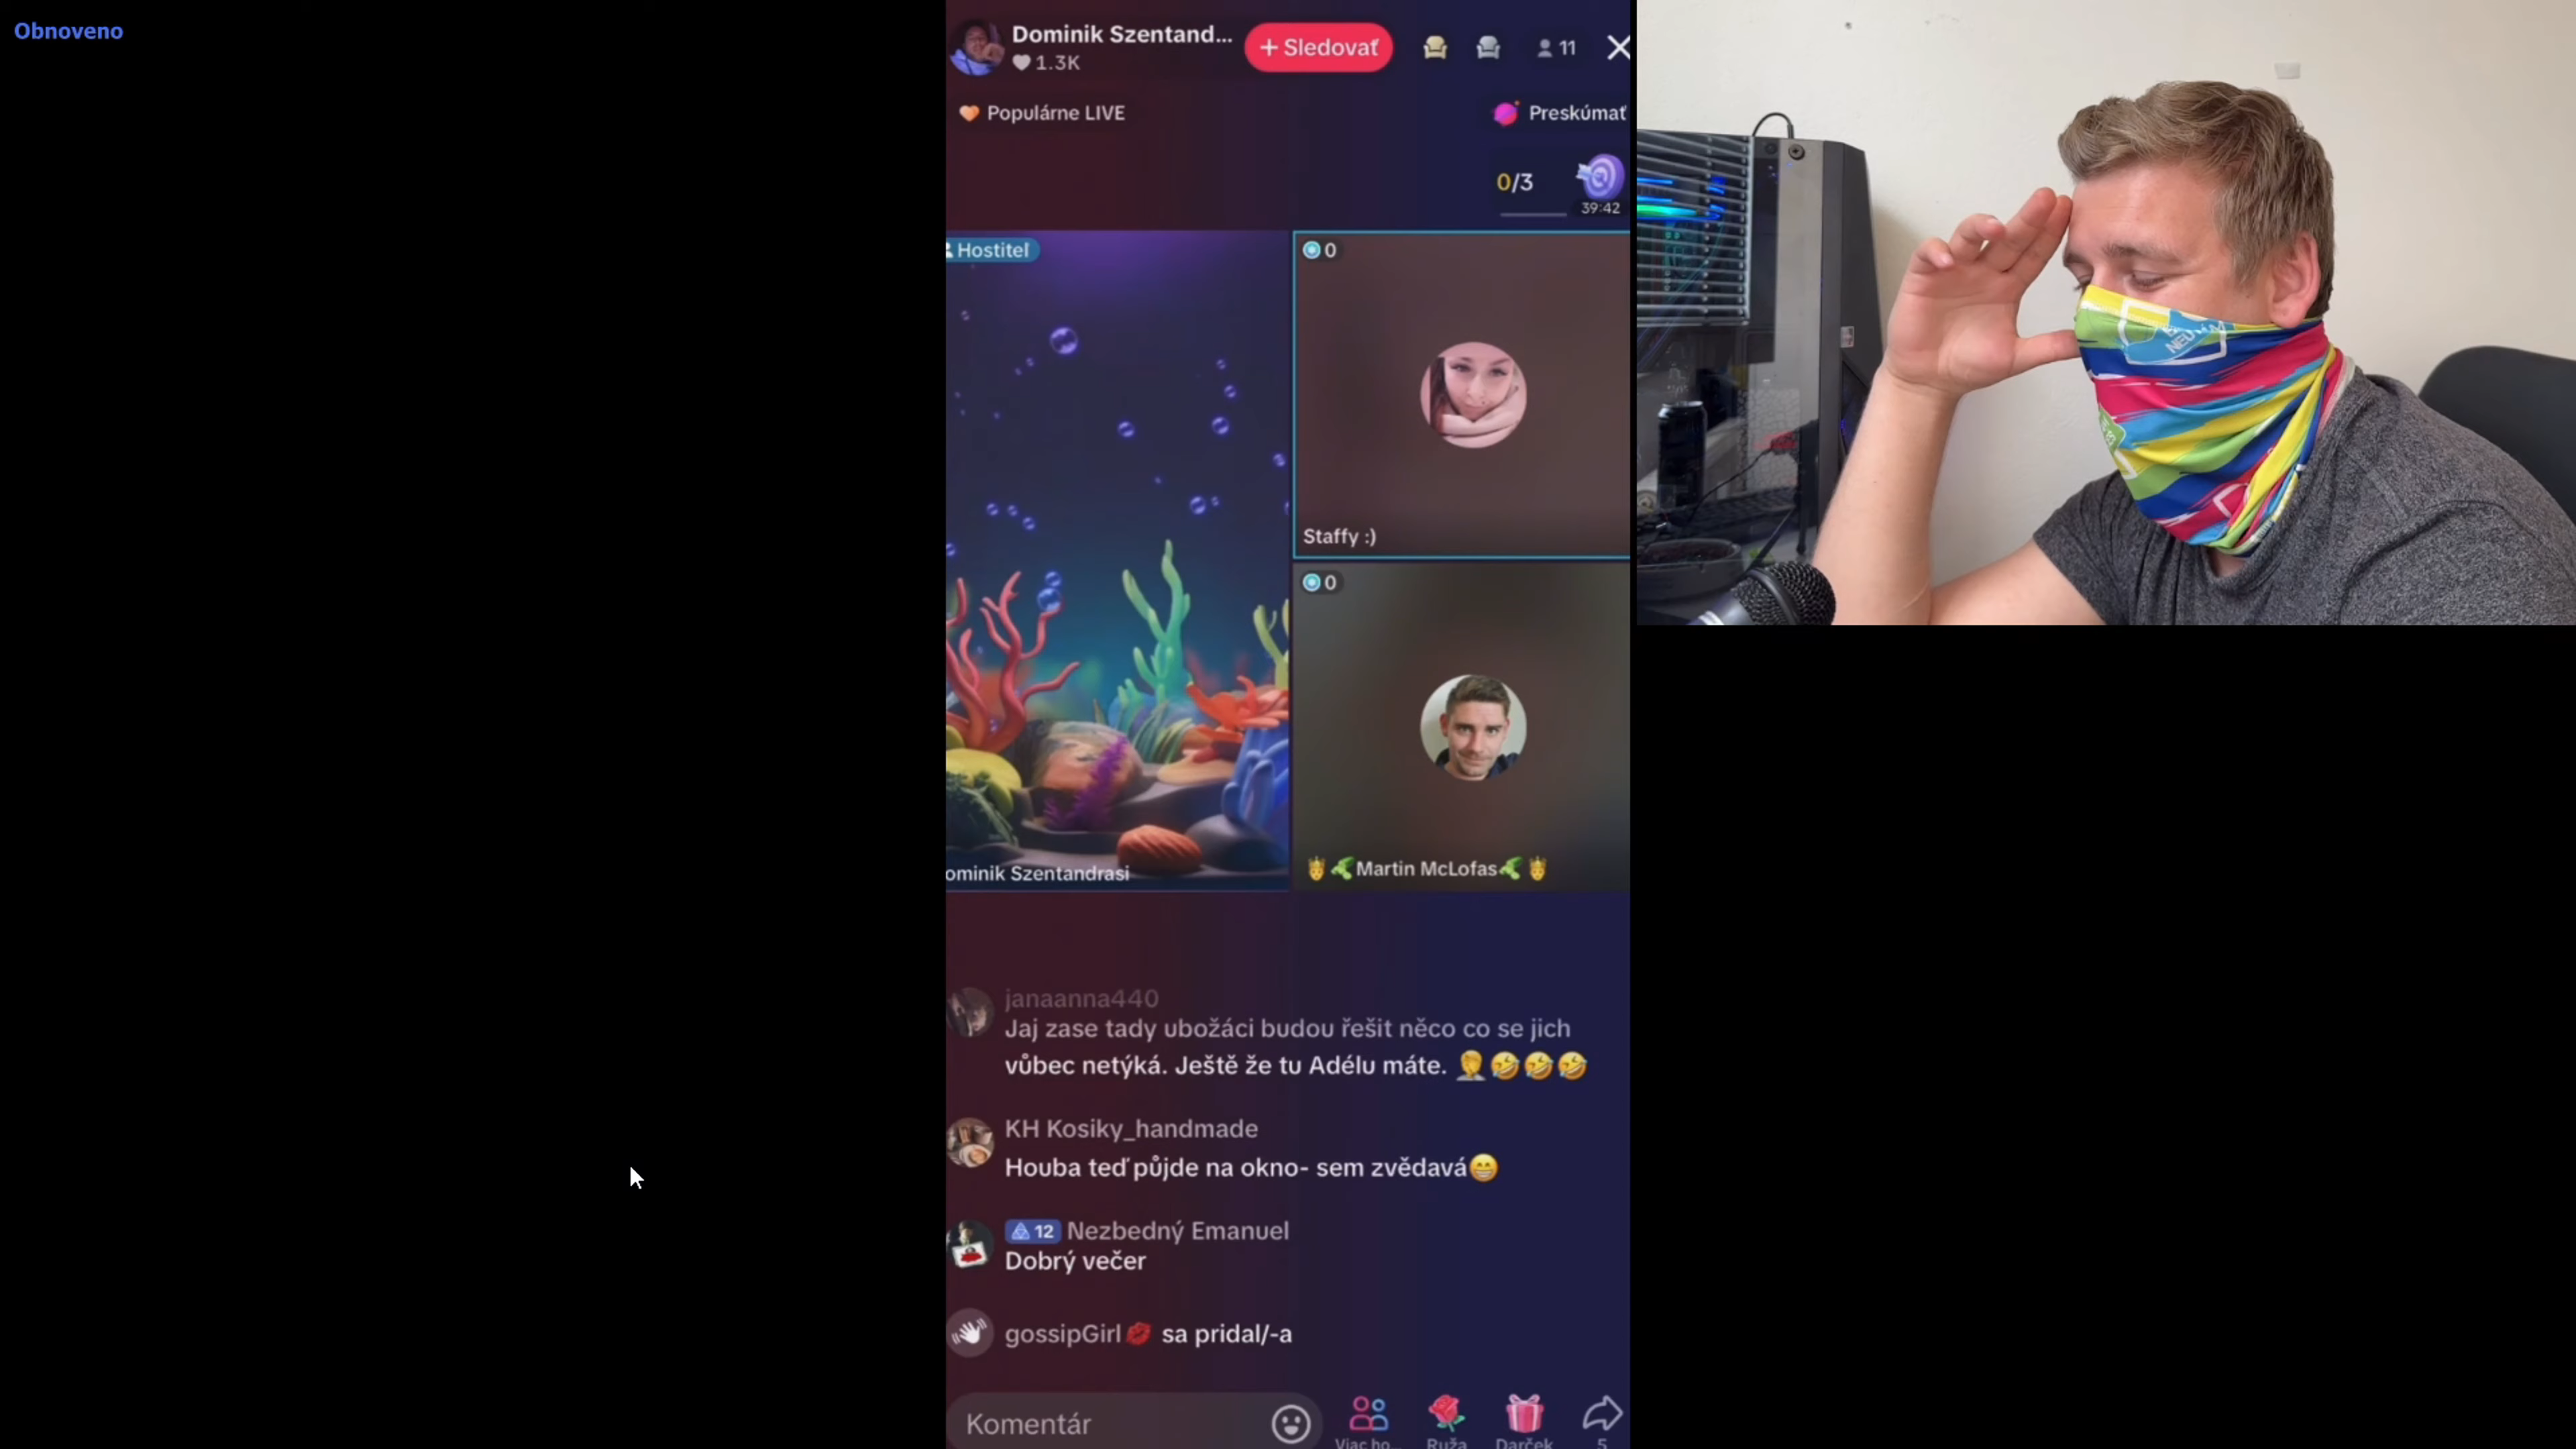 Obnoveno
Dominik Szentand...
1.3K
+ Sledovať
11
Populárne LIVE
Preskúmať
0/3
39:42
Hostiteľ
0
Staffy :)
0
🤴🫛Martin McLofas🫛🤴
ominik Szentandrasi
janaanna440
Jaj zase tady ubožáci budou řešit něco co se jich
vůbec netýká. Ještě že tu Adélu máte. 🤦🤣🤣🤣
KH Kosiky_handmade
Houba teď půjde na okno- sem zvědavá😁
12 Nezbedný Emanuel
Dobrý večer
gossipGirl💋 sa pridal/-a
Komentár
Viac ho...
Ruža
Darček
5